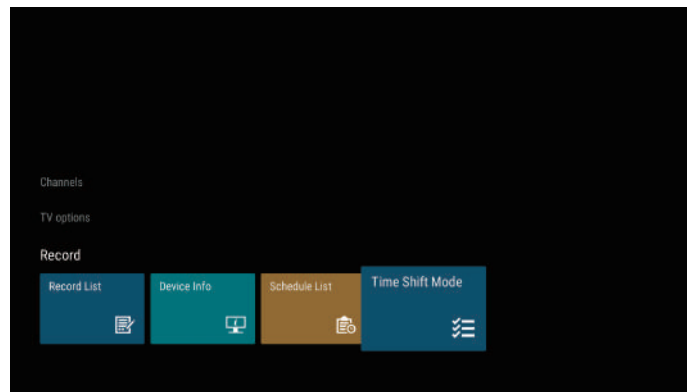 Channels
TV options
Record
Record List
Device Info
Schedule List
Time Shift Mode